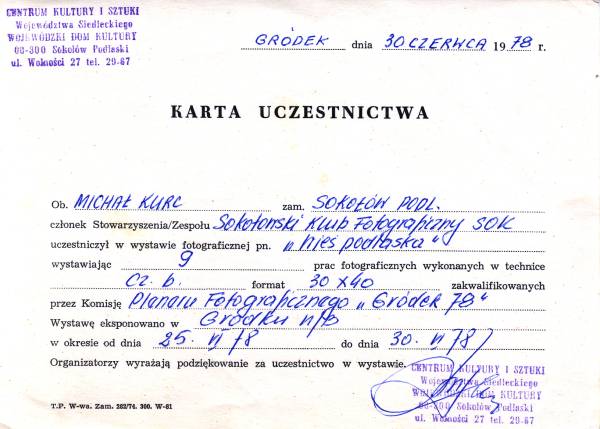 CENTRUM KULTURY I SZTUKI
Województwa Siedleckiego
WOJEWÓDZKI DOM KULTURY
08-300 Sokołów Podlaski
ul. Wolności 27 tel. 29-67
GRÓDEK dnia 30 CZERWCA 1978 r.
KARTA UCZESTNICTWA
Ob. MICHAŁ KURC zam. SOKOŁÓW PODL.
członek Stowarzyszenia/Zespołu Sokołowski Klub Fotograficzny SOK
uczestniczył w wystawie fotograficznej pn. „Wieś podlaska"
wystawiając 9 prac fotograficznych wykonanych w technice
cz. b. format 30 x 40 zakwalifikowanych
przez Komisję Pleneru Fotograficznego „Gródek 78"
Wystawę eksponowano w Gródku n/b
w okresie od dnia 25. VI 78 do dnia 30. VI 78
Organizatorzy wyrażają podziękowanie za uczestnictwo w wystawie.
CENTRUM KULTURY I SZTUKI
Województwa Siedleckiego
WOJEWÓDZKI DOM KULTURY
08-300 Sokołów Podlaski
ul. Wolności 27 tel. 29-67
T.P. W-wa. Zam. 262/74. 300. W-61